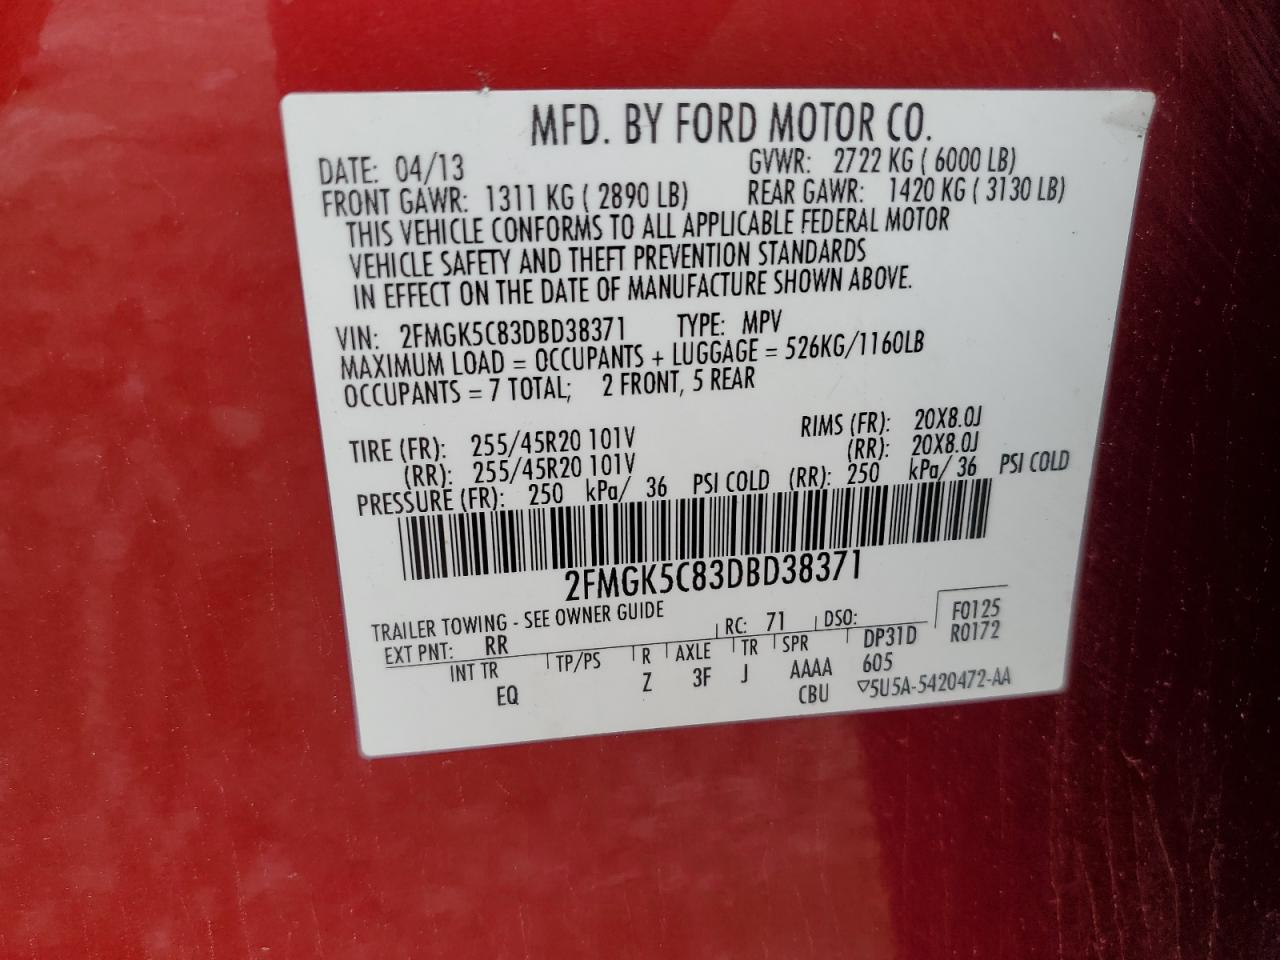 MFD. BY FORD MOTOR CO.
DATE: 04/13 GVWR: 2722 KG ( 6000 LB)
FRONT GAWR: 1311 KG ( 2890 LB) REAR GAWR: 1420 KG ( 3130 LB)
THIS VEHICLE CONFORMS TO ALL APPLICABLE FEDERAL MOTOR
VEHICLE SAFETY AND THEFT PREVENTION STANDARDS
IN EFFECT ON THE DATE OF MANUFACTURE SHOWN ABOVE.
VIN: 2FMGK5C83DBD38371 TYPE: MPV
MAXIMUM LOAD = OCCUPANTS + LUGGAGE = 526KG/1160LB
OCCUPANTS = 7 TOTAL; 2 FRONT, 5 REAR
TIRE (FR): 255/45R20 101V RIMS (FR): 20X8.0J
(RR): 255/45R20 101V (RR): 20X8.0J
PRESSURE (FR): 250 kPa/ 36 PSI COLD (RR): 250 kPa/ 36 PSI COLD
2FMGK5C83DBD38371
TRAILER TOWING - SEE OWNER GUIDE
F0125
EXT PNT: RR RC: 71 DSO: R0172
INT TR TP/PS R AXLE TR SPR DP31D
EQ Z 3F J AAAA 605
CBU ▽5U5A-5420472-AA